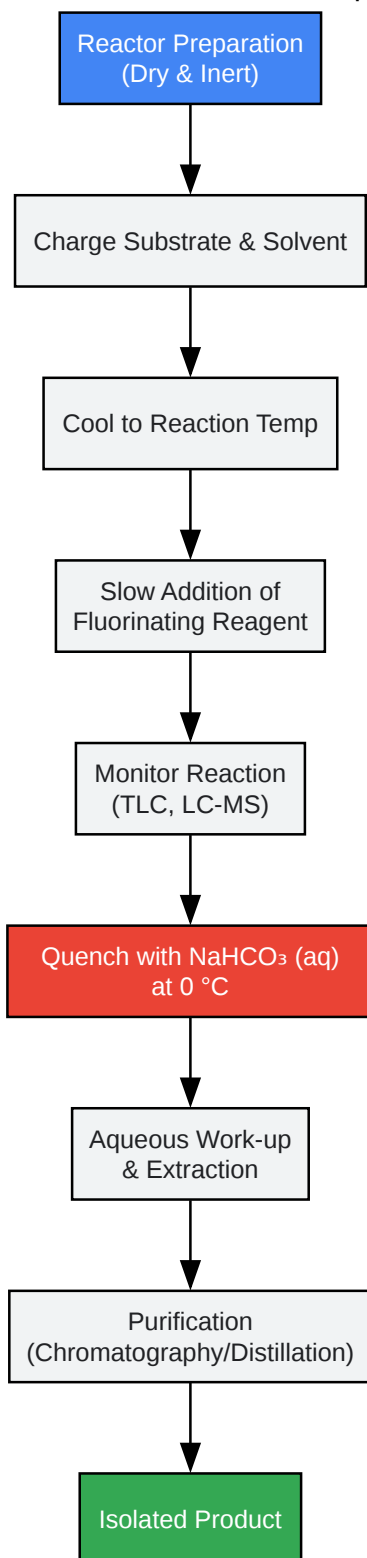 Reactor Preparation
(Dry & Inert)
Charge Substrate & Solvent
Cool to Reaction Temp
Slow Addition of
Fluorinating Reagent
Monitor Reaction
(TLC, LC-MS)
Quench with NaHCO₃ (aq)
at 0 °C
Aqueous Work-up
& Extraction
Purification
(Chromatography/Distillation)
Isolated Product